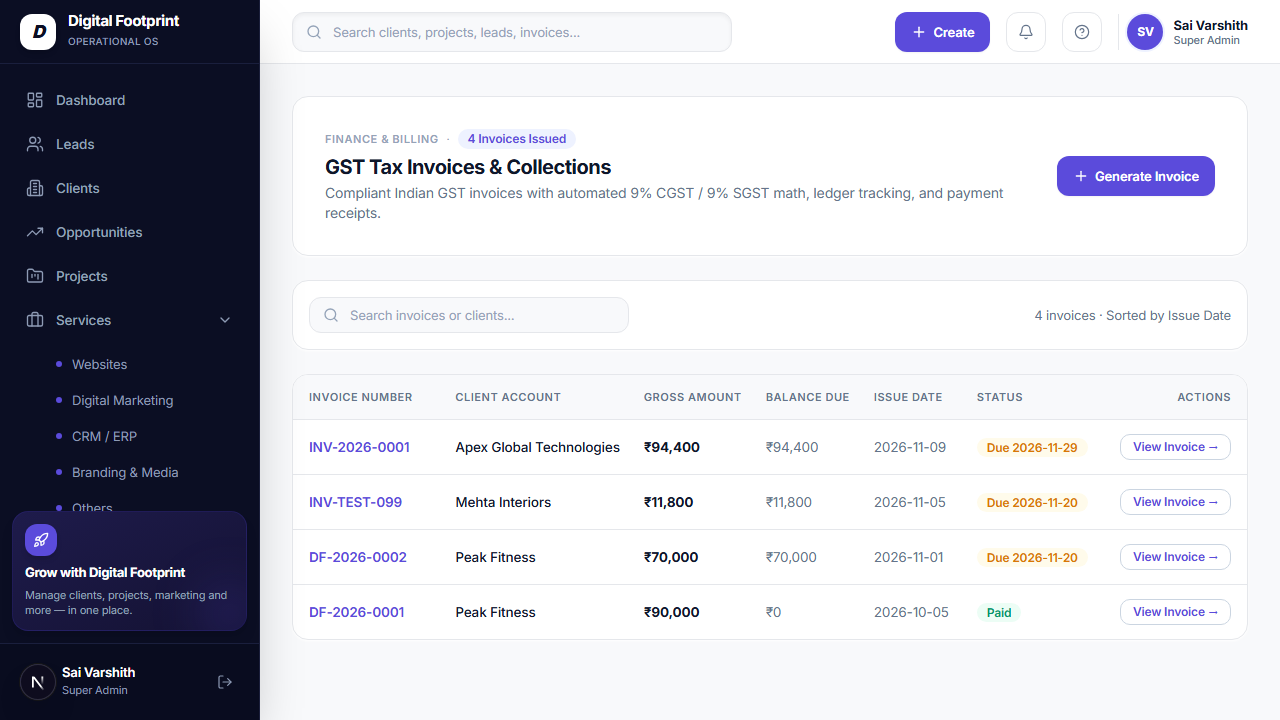 D
Digital Footprint
OPERATIONAL OS
Dashboard
Leads
Clients
Opportunities
Projects
Services
Websites
Digital Marketing
CRM / ERP
Branding & Media
Others
Grow with Digital Footprint
Manage clients, projects, marketing and
more — in one place.
N
Sai Varshith
Super Admin
Search clients, projects, leads, invoices...
+ Create
SV
Sai Varshith
Super Admin
FINANCE & BILLING · 4 Invoices Issued
GST Tax Invoices & Collections
Compliant Indian GST invoices with automated 9% CGST / 9% SGST math, ledger tracking, and payment
receipts.
+ Generate Invoice
Search invoices or clients...
4 invoices · Sorted by Issue Date
INVOICE NUMBER CLIENT ACCOUNT GROSS AMOUNT BALANCE DUE ISSUE DATE STATUS ACTIONS
INV-2026-0001 Apex Global Technologies ₹94,400 ₹94,400 2026-11-09 Due 2026-11-29 View Invoice →
INV-TEST-099 Mehta Interiors ₹11,800 ₹11,800 2026-11-05 Due 2026-11-20 View Invoice →
DF-2026-0002 Peak Fitness ₹70,000 ₹70,000 2026-11-01 Due 2026-11-20 View Invoice →
DF-2026-0001 Peak Fitness ₹90,000 ₹0 2026-10-05 Paid View Invoice →